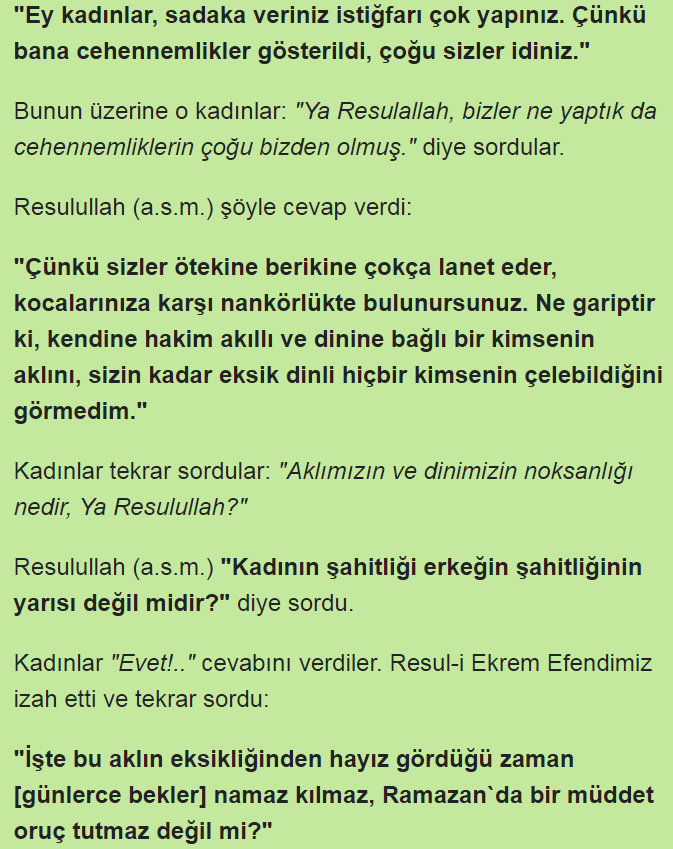 "Ey kadınlar, sadaka veriniz istiğfarı çok yapınız. Çünkü
bana cehennemlikler gösterildi, çoğu sizler idiniz."
Bunun üzerine o kadınlar: "Ya Resulallah, bizler ne yaptık da
cehennemliklerin çoğu bizden olmuş." diye sordular.
Resulullah (a.s.m.) şöyle cevap verdi:
"Çünkü sizler ötekine berikine çokça lanet eder,
kocalarınıza karşı nankörlükte bulunursunuz. Ne gariptir
ki, kendine hakim akıllı ve dinine bağlı bir kimsenin
aklını, sizin kadar eksik dinli hiçbir kimsenin çelebildiğini
görmedim."
Kadınlar tekrar sordular: "Aklımızın ve dinimizin noksanlığı
nedir, Ya Resulullah?"
Resulullah (a.s.m.) "Kadının şahitliği erkeğin şahitliğinin
yarısı değil midir?" diye sordu.
Kadınlar "Evet!.." cevabını verdiler. Resul-i Ekrem Efendimiz
izah etti ve tekrar sordu:
"İşte bu aklın eksikliğinden hayız gördüğü zaman
[günlerce bekler] namaz kılmaz, Ramazan`da bir müddet
oruç tutmaz değil mi?"